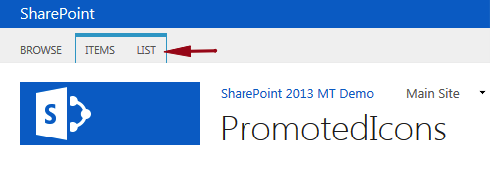 SharePoint
BROWSE ITEMS LIST
S
SharePoint 2013 MT Demo Main Site
PromotedIcons